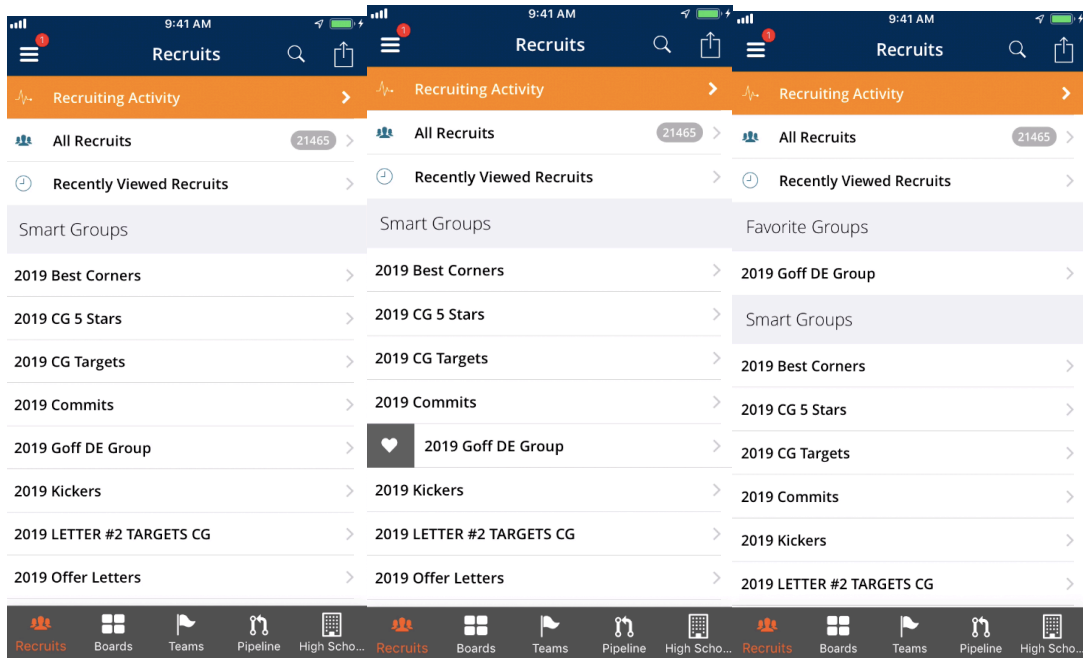 9:41 AM
1
Recruits
Recruiting Activity
All Recruits 21465
Recently Viewed Recruits
Smart Groups
2019 Best Corners
2019 CG 5 Stars
2019 CG Targets
2019 Commits
2019 Goff DE Group
2019 Kickers
2019 LETTER #2 TARGETS CG
2019 Offer Letters
Recruits Boards Teams Pipeline High Scho...
9:41 AM
1
Recruits
Recruiting Activity
All Recruits 21465
Recently Viewed Recruits
Smart Groups
2019 Best Corners
2019 CG 5 Stars
2019 CG Targets
2019 Commits
2019 Goff DE Group
2019 Kickers
2019 LETTER #2 TARGETS CG
2019 Offer Letters
Recruits Boards Teams Pipeline High Scho...
9:41 AM
1
Recruits
Recruiting Activity
All Recruits 21465
Recently Viewed Recruits
Favorite Groups
2019 Goff DE Group
Smart Groups
2019 Best Corners
2019 CG 5 Stars
2019 CG Targets
2019 Commits
2019 Kickers
2019 LETTER #2 TARGETS CG
Recruits Boards Teams Pipeline High Scho...